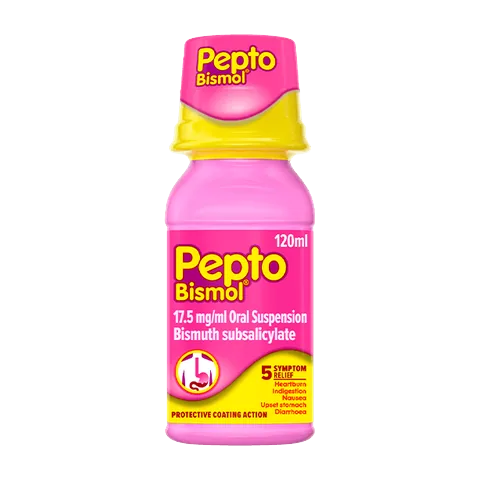 Pepto
Bismol®
120ml
Pepto
Bismol®
17.5 mg/ml Oral Suspension
Bismuth subsalicylate
5 SYMPTOM
RELIEF
Heartburn
Indigestion
Nausea
Upset stomach
Diarrhoea
PROTECTIVE COATING ACTION